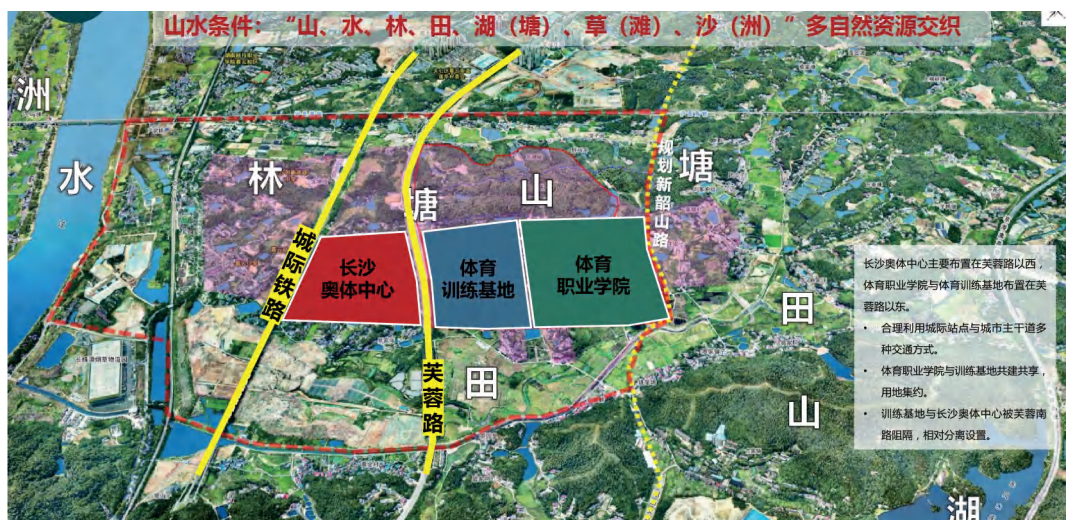 山水条件：“山、水、林、田、湖（塘）、草（滩）、沙（洲）”多自然资源交织
洲
水
林
塘
山
塘
规划新韶山路
城际铁路
长沙
奥体中心
体育
训练基地
体育
职业学院
芙蓉路
田
田
山
湖
长沙奥体中心主要布置在芙蓉路以西，
体育职业学院与体育训练基地布置在芙
蓉路以东。
• 合理利用城际站点与城市主干道多
种交通方式。
• 体育职业学院与训练基地共建共享，
用地集约。
• 训练基地与长沙奥体中心被芙蓉南
路阻隔，相对分离设置。